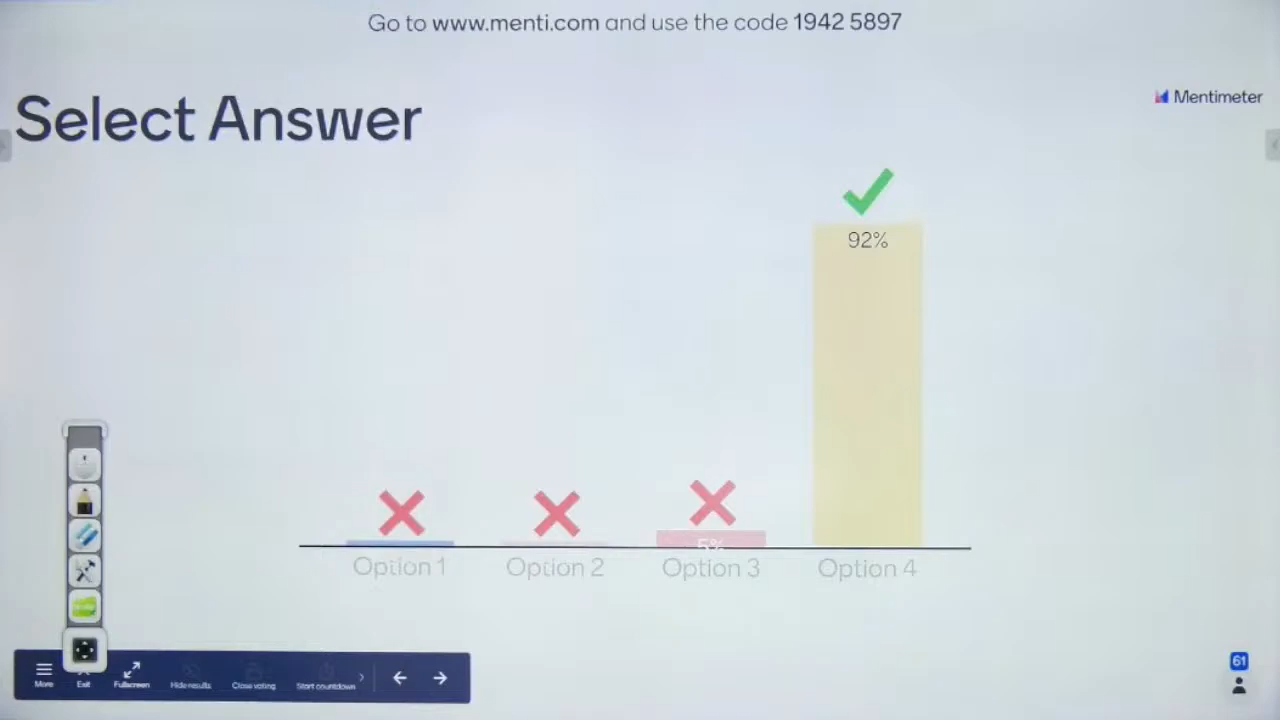 Go to www.menti.com and use the code 1942 5897
Mentimeter
Select Answer
92%
5%
Option 1
Option 2
Option 3
Option 4
More
Exit
Fullscreen
Hide results
Close voting
Start countdown
61